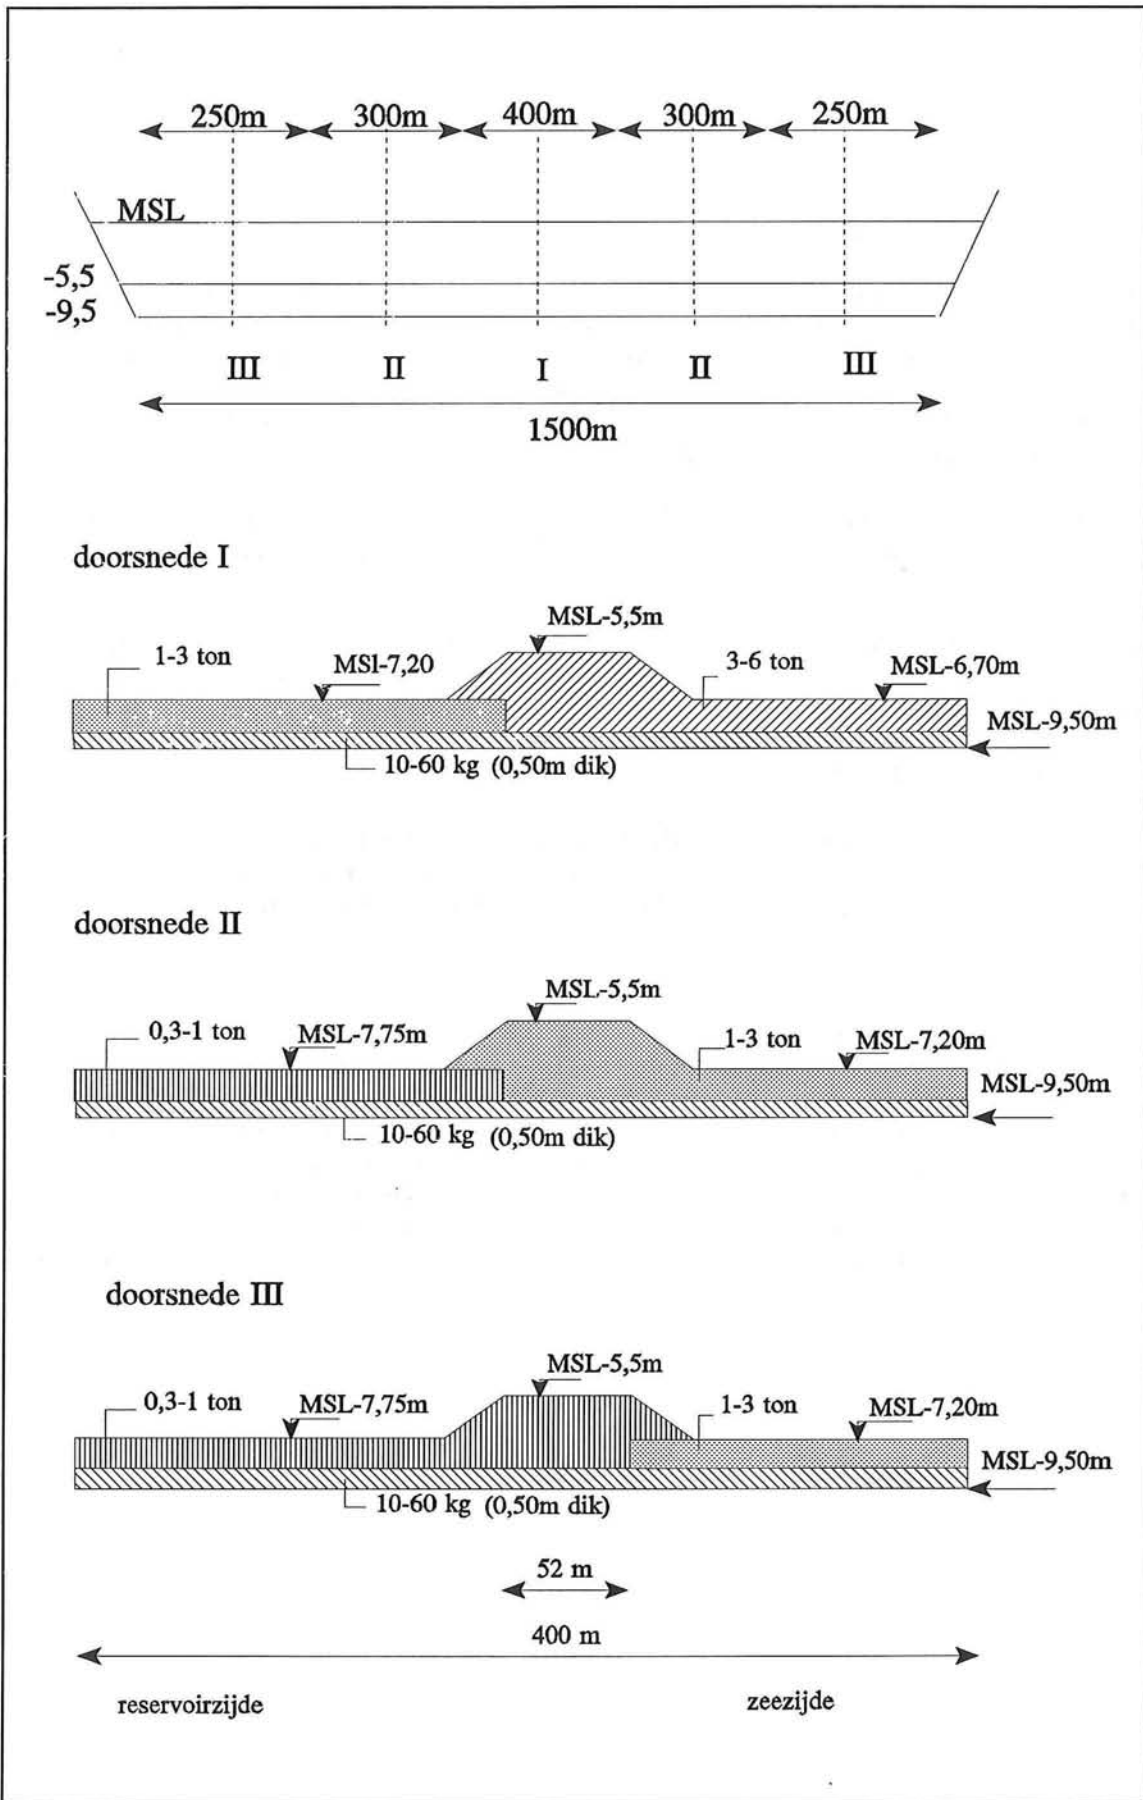 250m 300m 400m 300m 250m
MSL
-5,5
-9,5
III II I II III
1500m
doorsnede I
MSL-5,5m
1-3 ton MSl-7,20 3-6 ton MSL-6,70m
MSL-9,50m
10-60 kg (0,50m dik)
doorsnede II
MSL-5,5m
0,3-1 ton MSL-7,75m 1-3 ton MSL-7,20m
MSL-9,50m
10-60 kg (0,50m dik)
doorsnede III
MSL-5,5m
0,3-1 ton MSL-7,75m 1-3 ton MSL-7,20m
MSL-9,50m
10-60 kg (0,50m dik)
52 m
400 m
reservoirzijde zeezijde